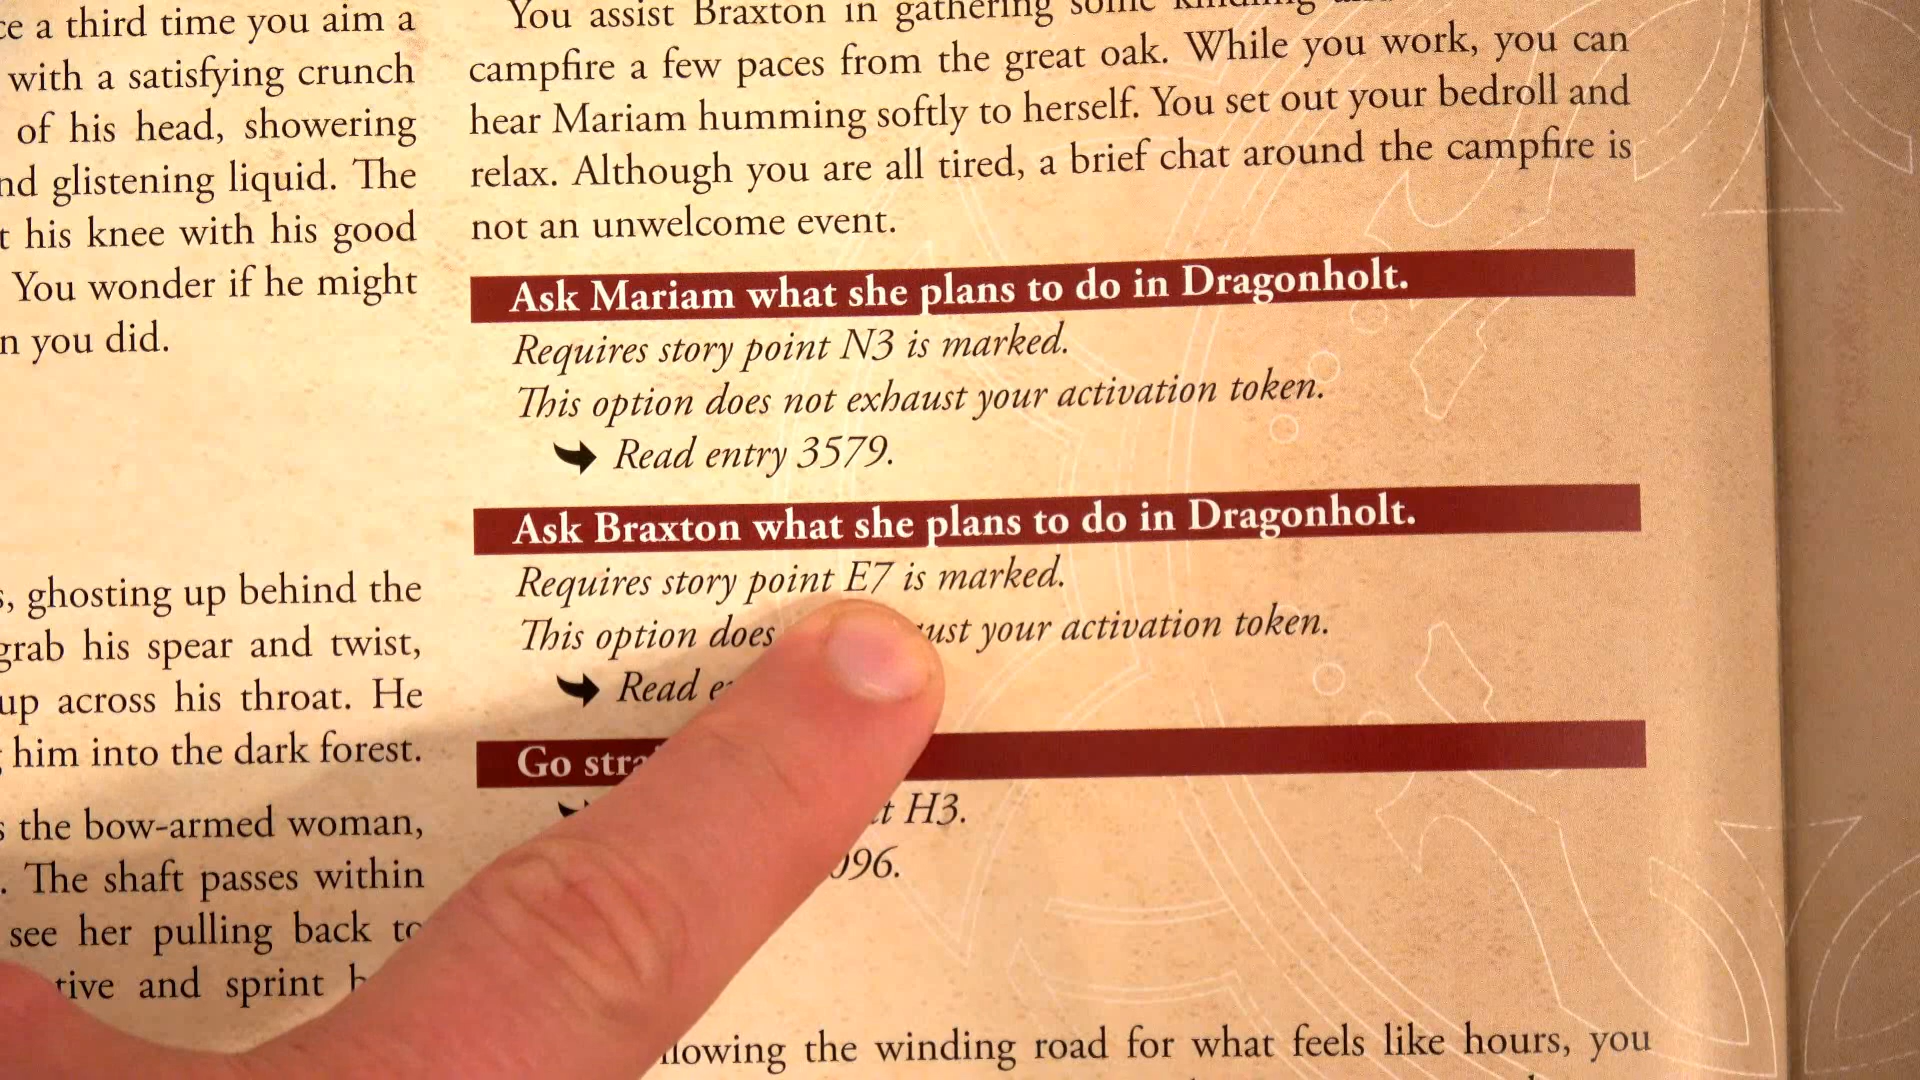 a third time you aim a
with a satisfying crunch
of his head, showering
glistening liquid. The
his knee with his good
You wonder if he might
you did.
ghosting up behind the
grab his spear and twist,
up across his throat. He
him into the dark forest.
the bow-armed woman,
. The shaft passes within
see her pulling back
and sprint
You assist Braxton in gathering some kindling
campfire a few paces from the great oak. While you work, you can
hear Mariam humming softly to herself. You set out your bedroll and
relax. Although you are all tired, a brief chat around the campfire is
not an unwelcome event.
Ask Mariam what she plans to do in Dragonholt.
Requires story point N3 is marked.
This option does not exhaust your activation token.
Read entry 3579.
Ask Braxton what she plans to do in Dragonholt.
Requires story point E7 is marked.
This option does your activation token.
Read
Go
H3.
the winding road for what feels like hours, you